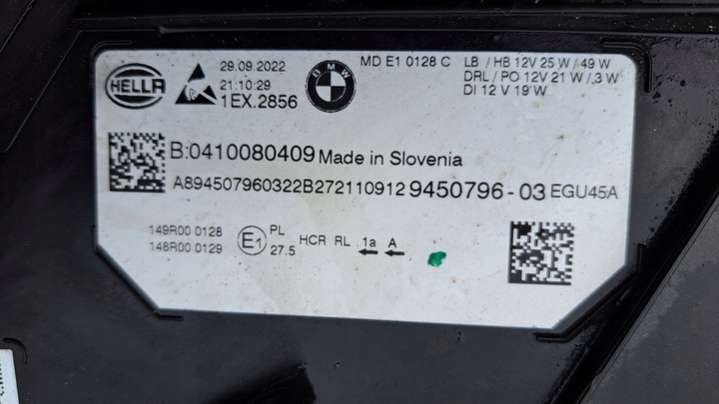 HELLA
29.09.2022
21:10:29
1EX.2856
BMW
MD E1 0128 C
LB / HB 12V 25 W / 49 W
DRL / PO 12V 21 W / 3 W
DI 12 V 19 W
B:0410080409 Made in Slovenia
A894507960322B272110912 9450796 - 03 EGU45A
149R00 0128
148R00 0129
E1
PL
27.5
HCR RL 1a A